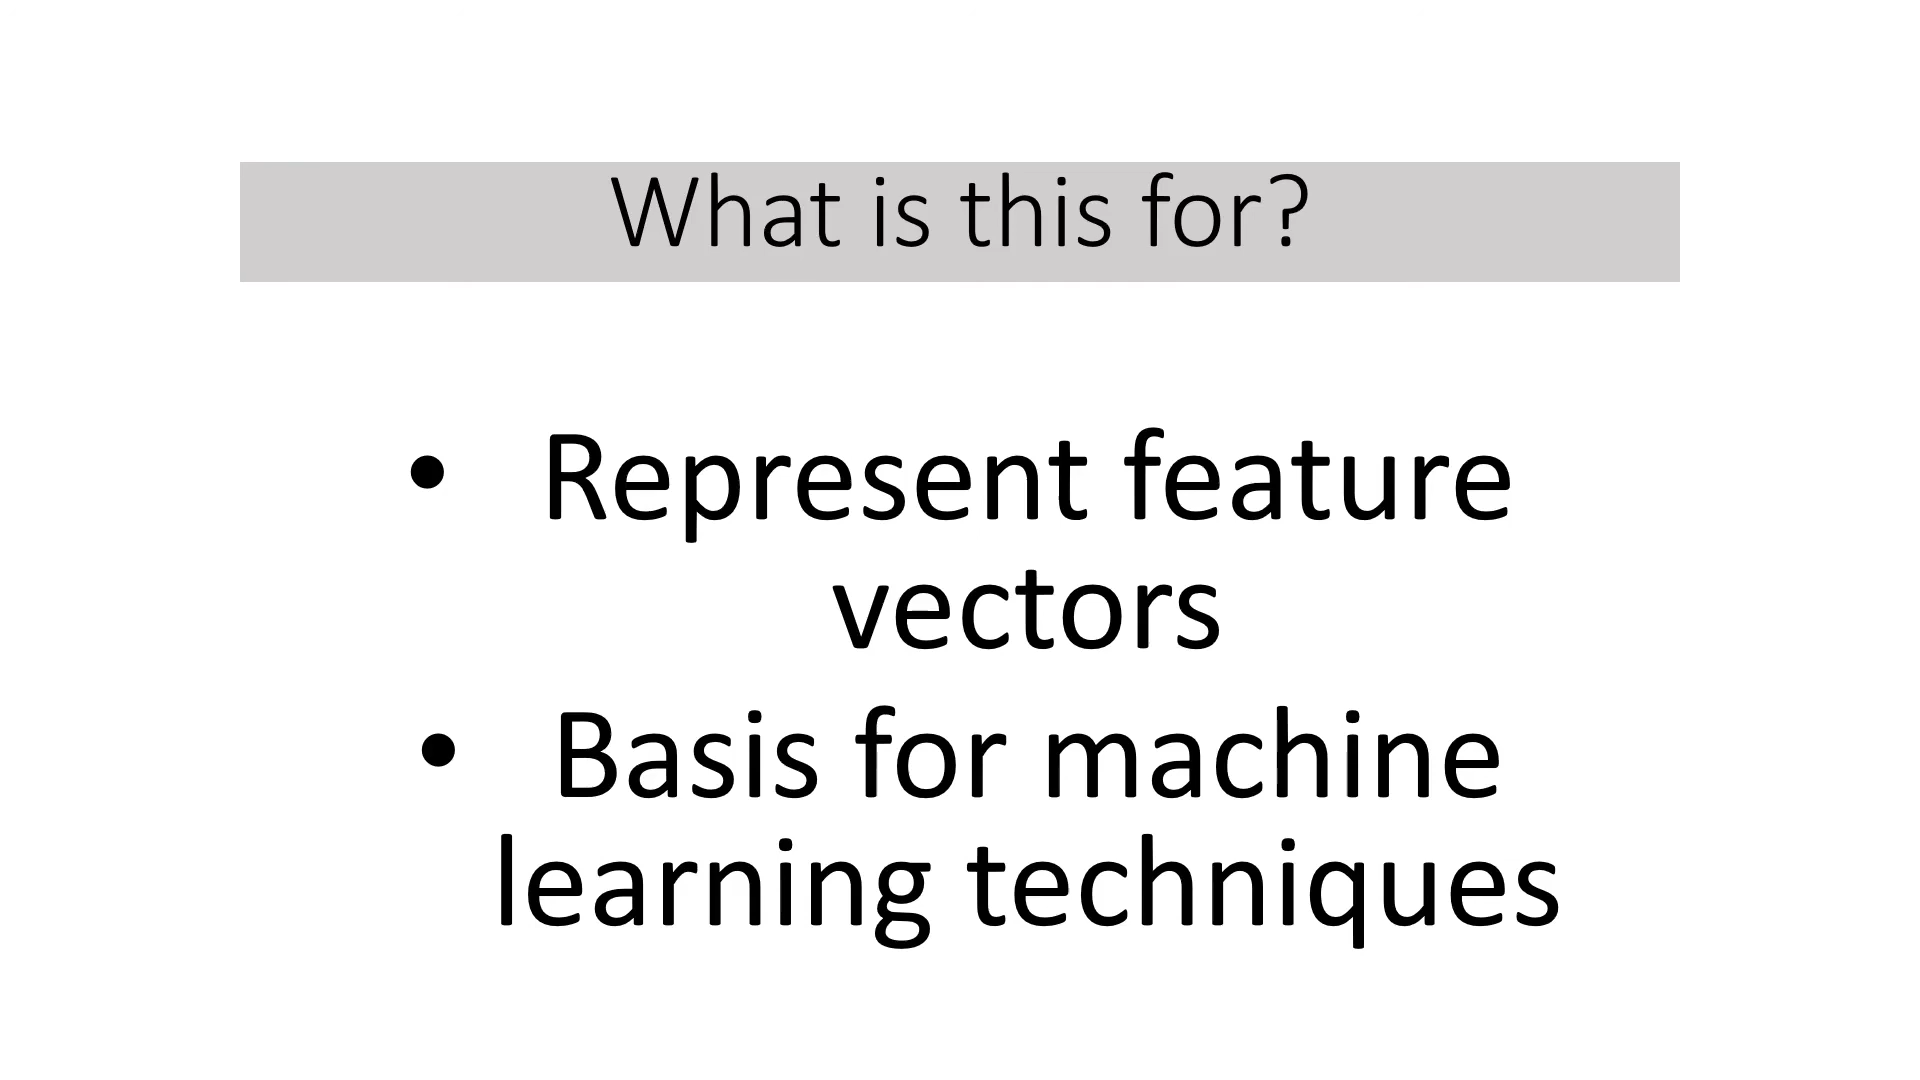 What is this for?
• Represent feature
vectors
• Basis for machine
learning techniques